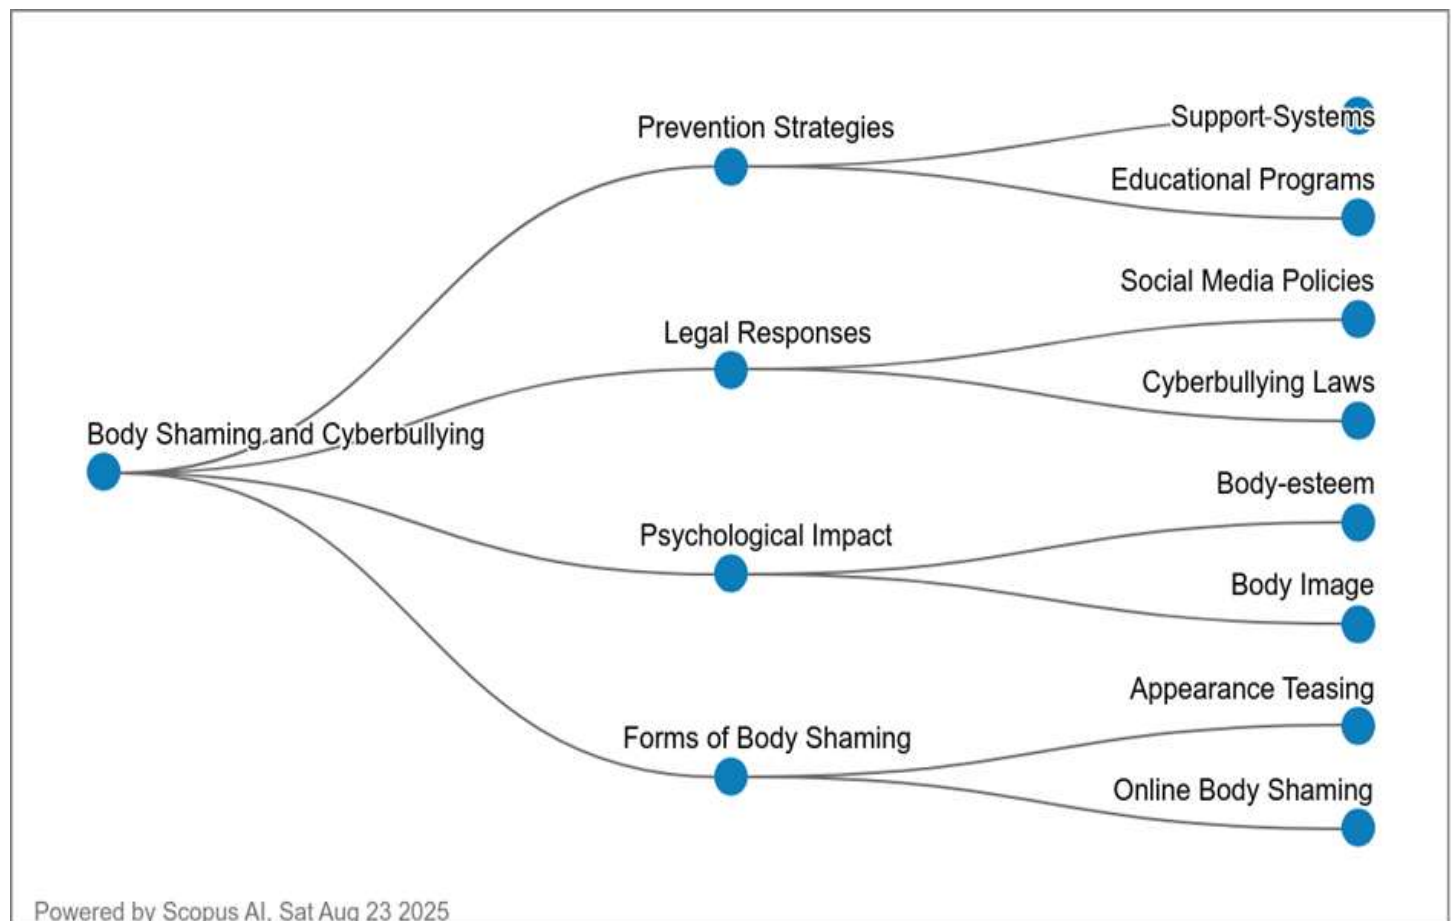 Support Systems
Prevention Strategies
Educational Programs
Social Media Policies
Legal Responses
Cyberbullying Laws
Body Shaming and Cyberbullying
Body-esteem
Psychological Impact
Body Image
Appearance Teasing
Forms of Body Shaming
Online Body Shaming
Powered by Scopus AI, Sat Aug 23 2025